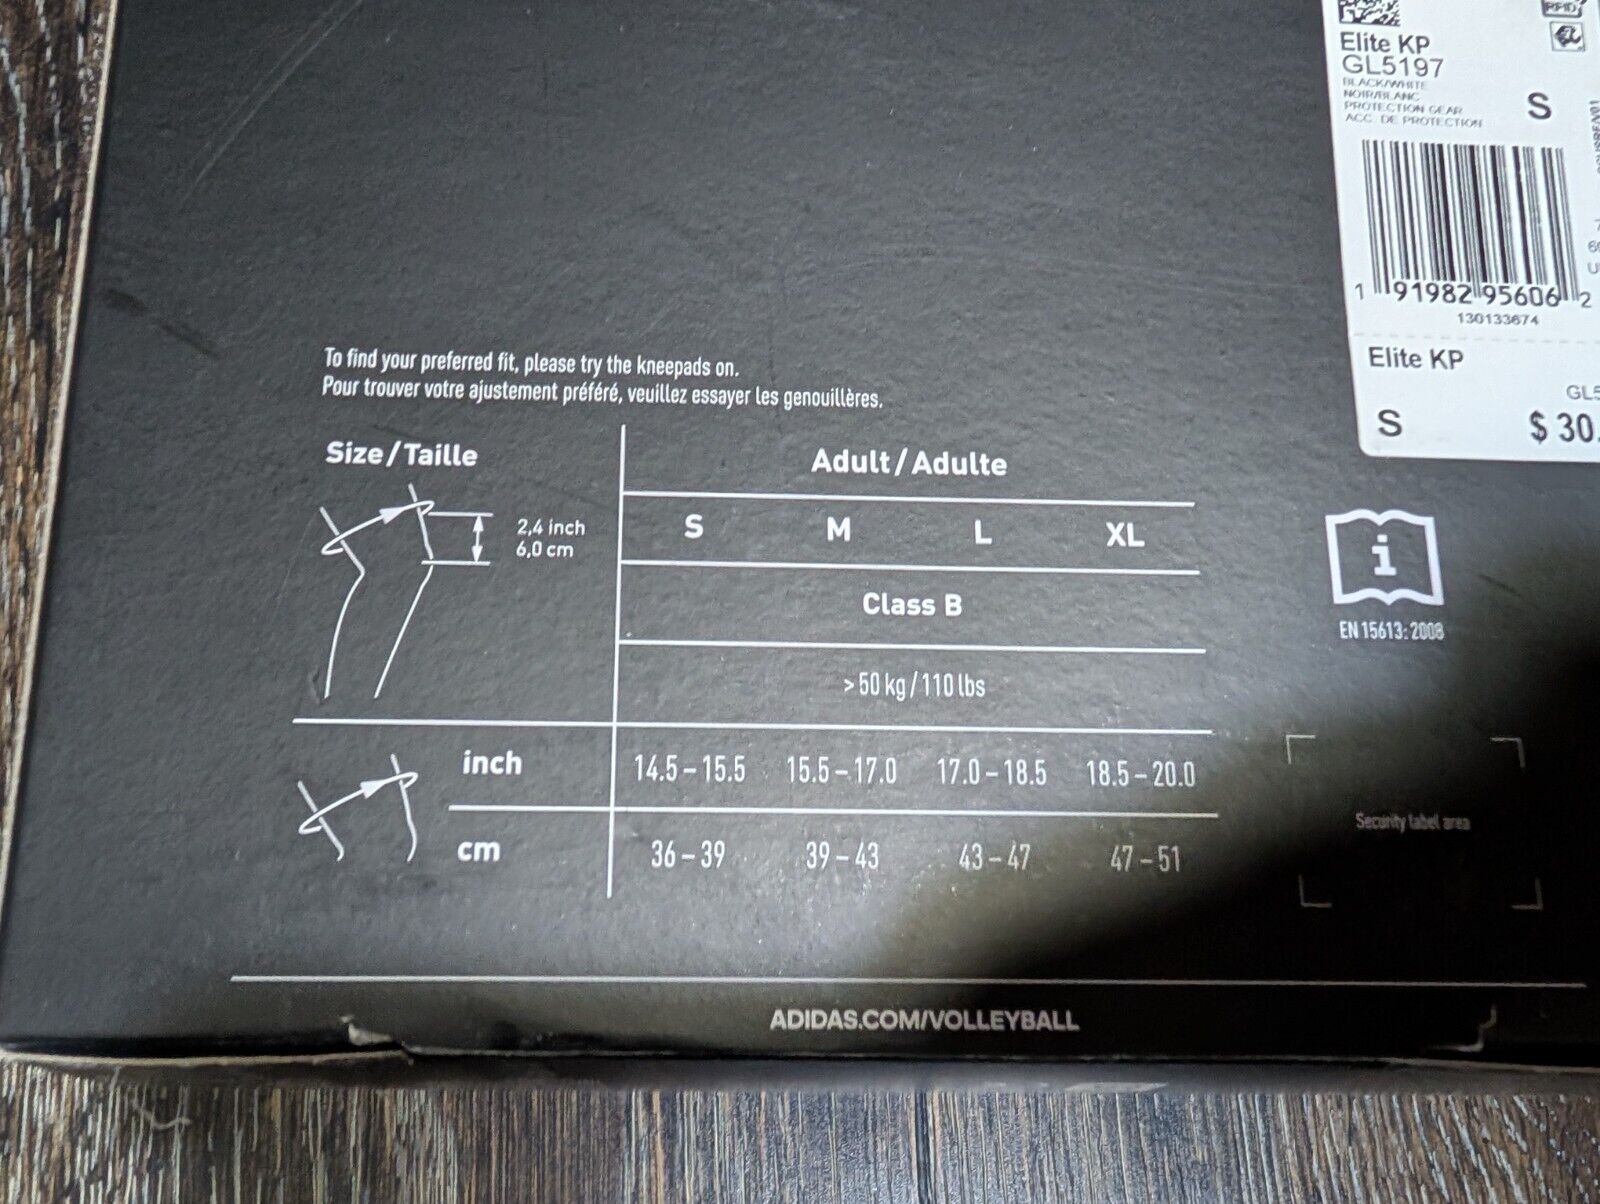 RFID
Elite KP
GL5197
BLACK/WHITE
NOIR/BLANC
PROTECTION GEAR
ACC. DE PROTECTION
S
1 91982 95606 2
130133674
Elite KP
S
$ 30.
To find your preferred fit, please try the kneepads on.
Pour trouver votre ajustement préféré, veuillez essayer les genouillères.
Size/Taille
2,4 inch
6,0 cm
Adult/Adulte
S M L XL
Class B
>50 kg/110 lbs
inch 14.5–15.5 15.5–17.0 17.0–18.5 18.5–20.0
cm 36–39 39–43 43–47 47–51
i
EN 15613:2008
Security label area
ADIDAS.COM/VOLLEYBALL